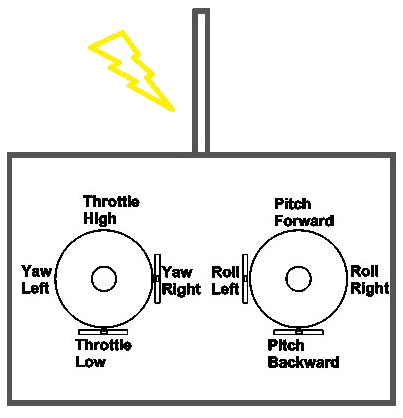 Throttle
High
Pitch
Forward
Yaw
Left
Yaw
Right
Roll
Left
Roll
Right
Throttle
Low
Pitch
Backward